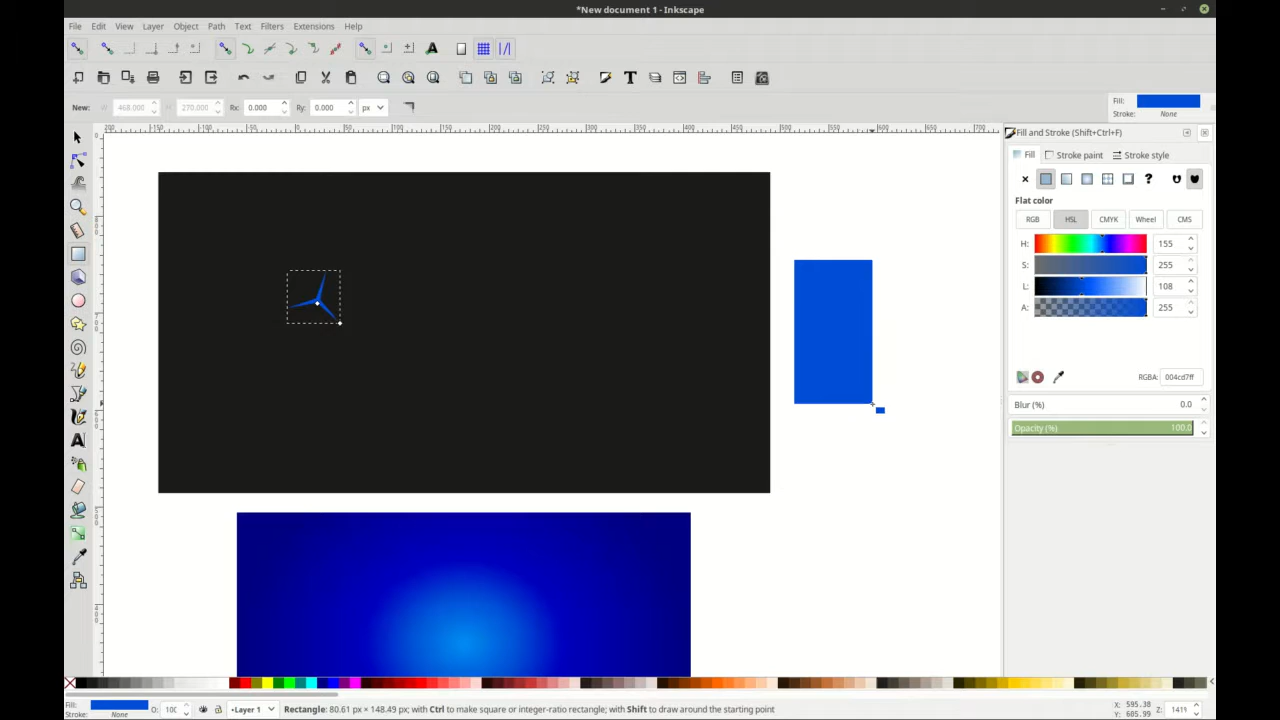 *New document 1 - Inkscape
File Edit View Layer Object Path Text Filters Extensions Help
New: W: 468.000 H: 270.000 Rx: 0.000 Ry: 0.000 px
Fill:
Stroke: None
Fill and Stroke (Shift+Ctrl+F)
Fill Stroke paint Stroke style
Flat color
RGB HSL CMYK Wheel CMS
H: 155
S: 255
L: 108
A: 255
RGBA: 004cd7ff
Blur (%) 0.0
Opacity (%) 100.0
Fill:
Stroke: None
O: 100
Layer 1
Rectangle: 80.61 px × 148.49 px; with Ctrl to make square or integer-ratio rectangle; with Shift to draw around the starting point
X: 595.38
Y: 605.99
Z: 141%